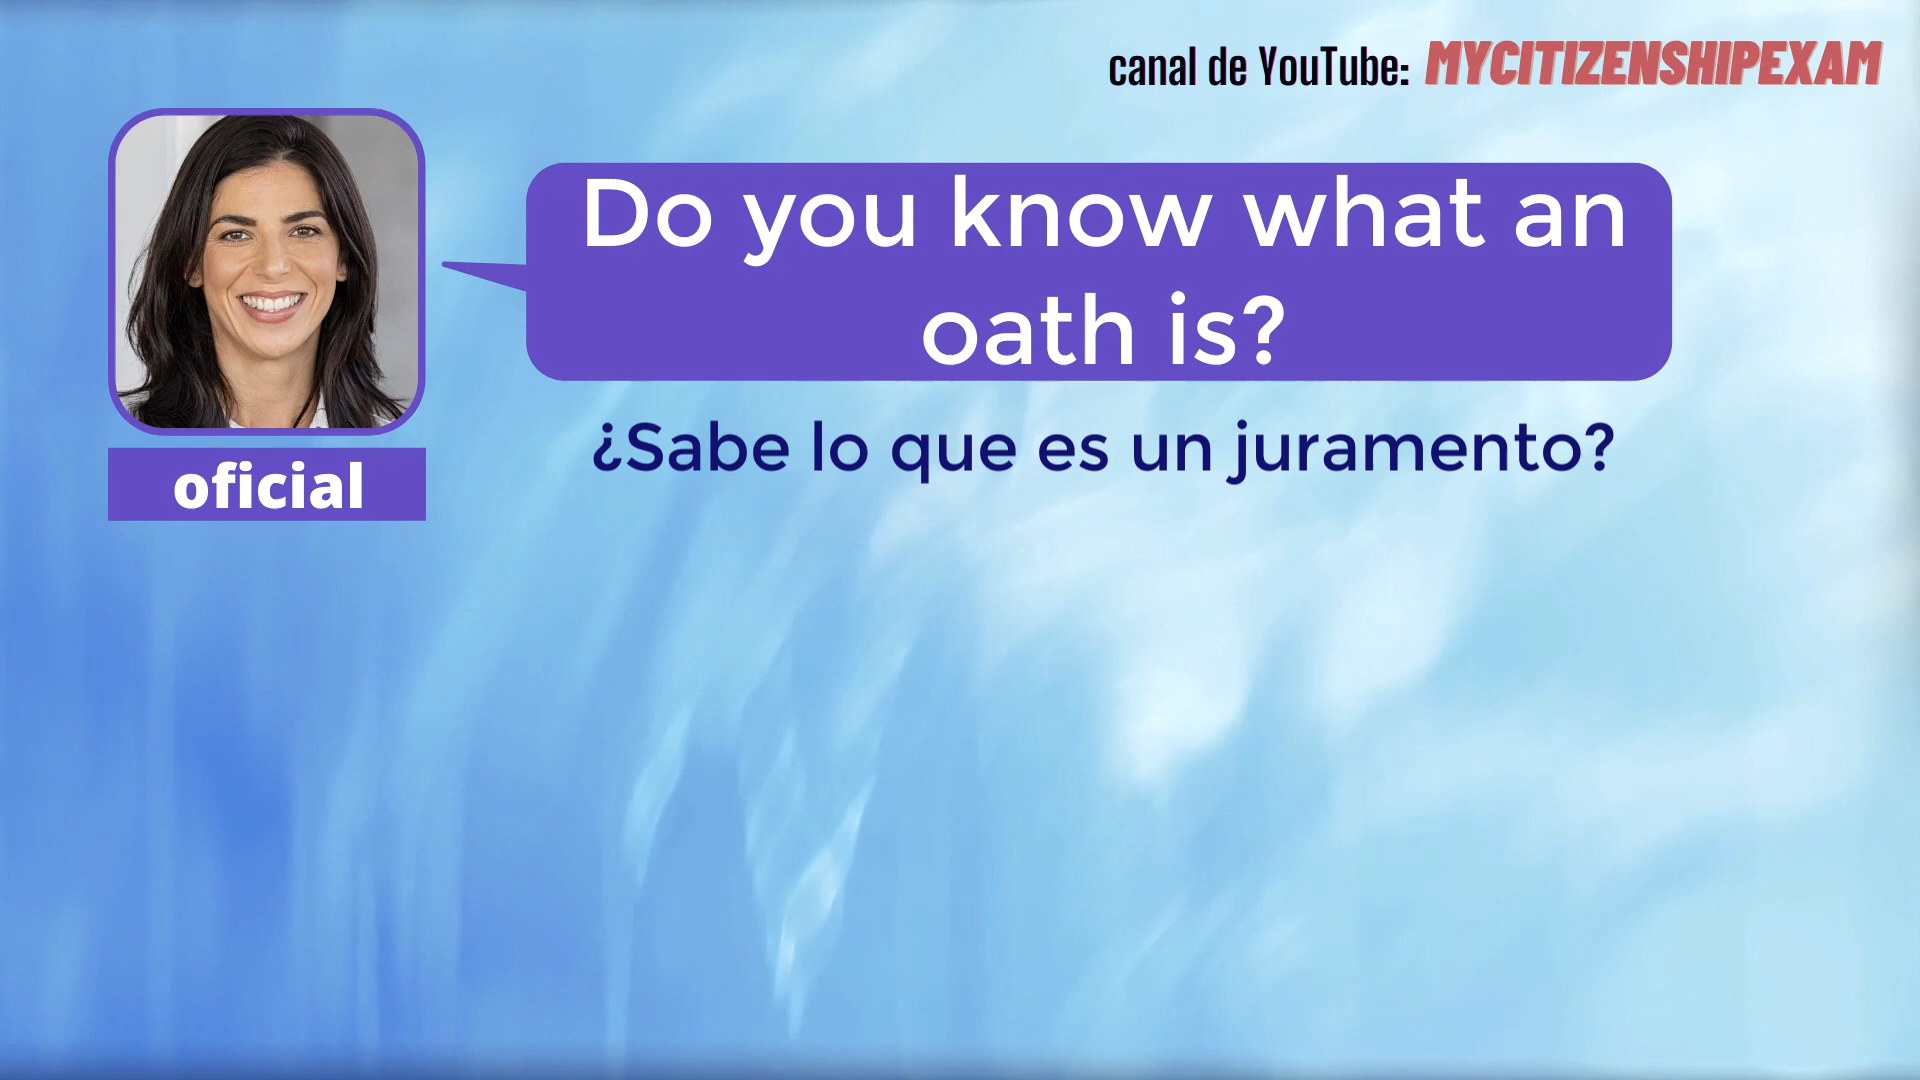 canal de YouTube: MYCITIZENSHIPEXAM
Do you know what an
oath is?
¿Sabe lo que es un juramento?
oficial